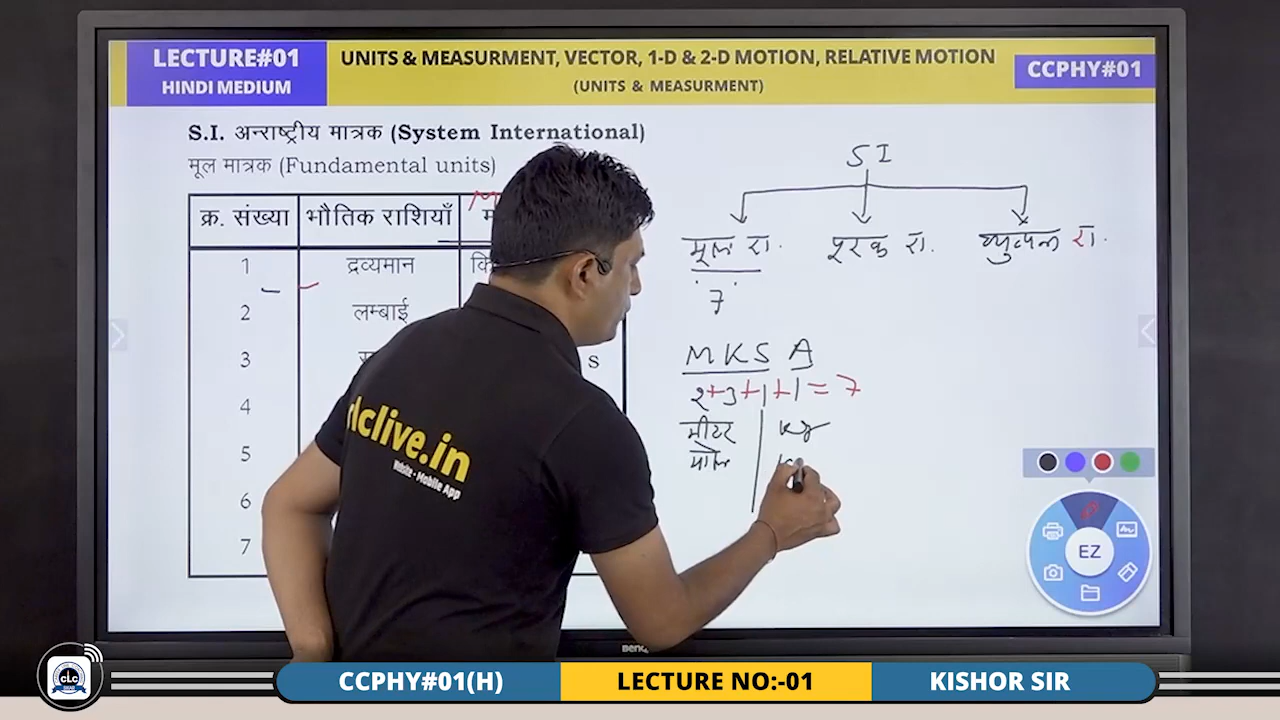 LECTURE#01
HINDI MEDIUM
UNITS & MEASURMENT, VECTOR, 1-D & 2-D MOTION, RELATIVE MOTION
(UNITS & MEASURMENT)
CCPHY#01
S.I. अन्राष्ट्रीय मात्रक (System International)
मूल मात्रक (Fundamental units)
क्र. संख्या भौतिक राशियाँ
1 द्रव्यमान
2 लम्बाई
3 s
4
5
6
7
SI
मूल रा. पूरक रा. व्युत्पन्न रा.
7
M K S A
2+3+1+1=7
मीटर kg
मोल
EZ
clclive.in
Website - Mobile App
BenQ
CLC
SIKAR
CCPHY#01(H) LECTURE NO:-01 KISHOR SIR